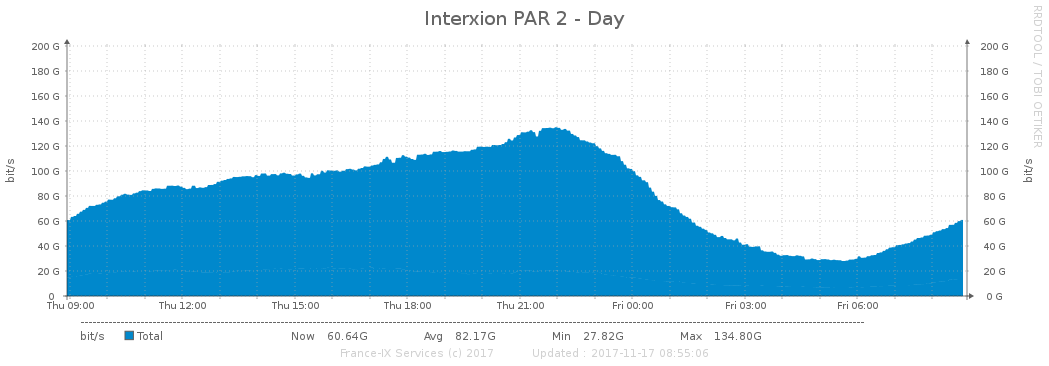 Interxion PAR 2 - Day
RRDTOOL / TOBI OETIKER
bit/s
200 G 200 G
180 G 180 G
160 G 160 G
140 G 140 G
120 G 120 G
100 G 100 G
80 G 80 G
60 G 60 G
40 G 40 G
20 G 20 G
0 0 G
bit/s
Thu 09:00 Thu 12:00 Thu 15:00 Thu 18:00 Thu 21:00 Fri 00:00 Fri 03:00 Fri 06:00
bit/s Total Now 60.64G Avg 82.17G Min 27.82G Max 134.80G
France-IX Services (c) 2017 Updated : 2017-11-17 08:55:06